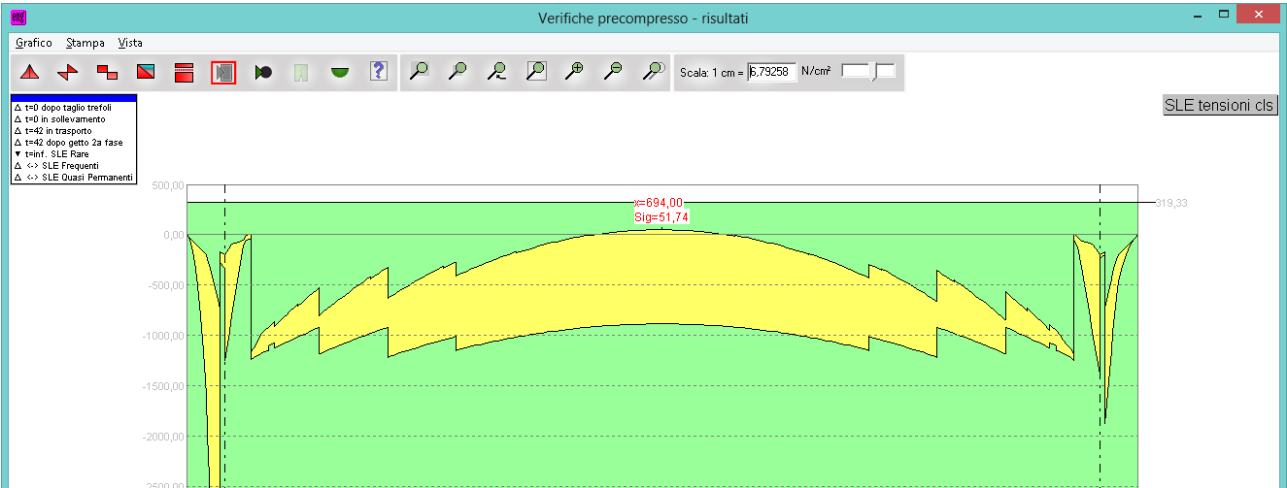 Verifiche precompresso - risultati
Grafico Stampa Vista
Scala: 1 cm = 6,79258 N/cm²
SLE tensioni cls
Δ t=0 dopo taglio trefoli
Δ t=0 in sollevamento
Δ t=42 in trasporto
Δ t=42 dopo getto 2a fase
▼ t=inf. SLE Rare
Δ <-> SLE Frequenti
Δ <-> SLE Quasi Permanenti
500,00
x=694,00
319,33
Sig=51,74
0,00
-500,00
-1000,00
-1500,00
-2000,00
-2500,00